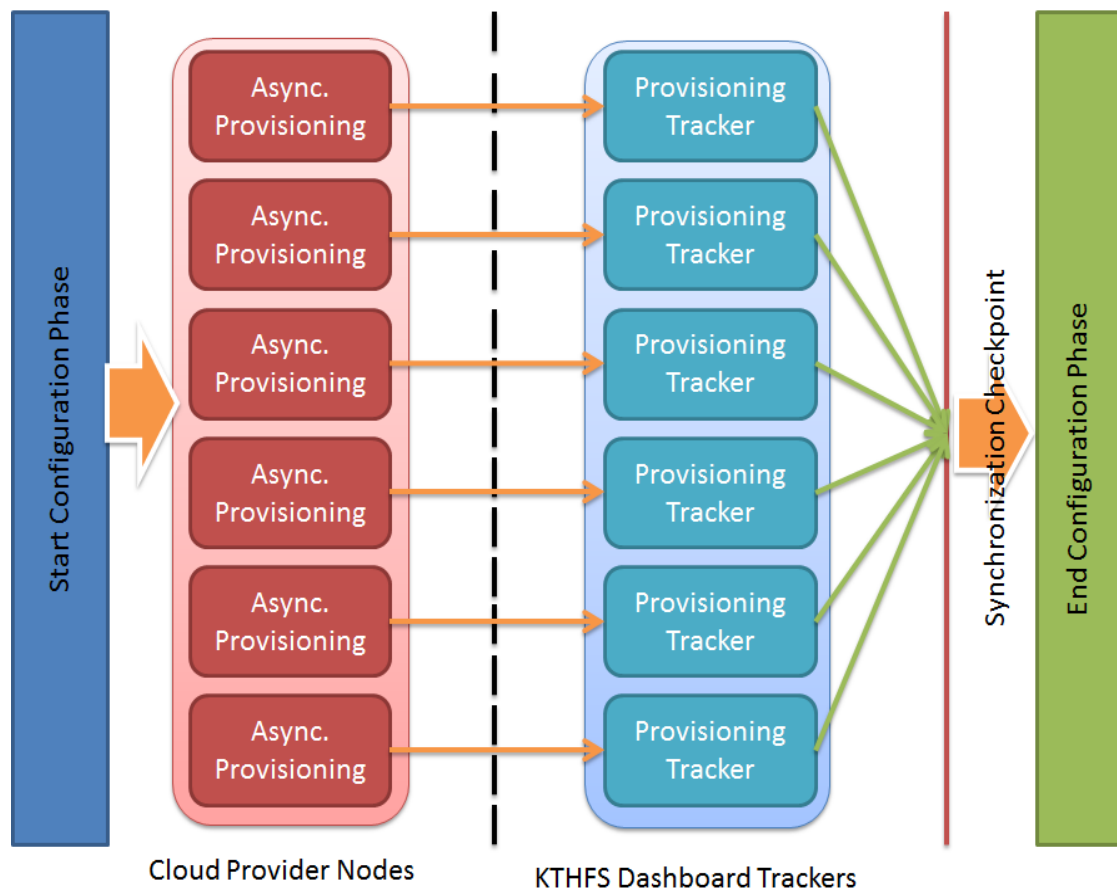 Start Configuration Phase
Async.
Provisioning
Async.
Provisioning
Async.
Provisioning
Async.
Provisioning
Async.
Provisioning
Async.
Provisioning
Cloud Provider Nodes
Provisioning
Tracker
Provisioning
Tracker
Provisioning
Tracker
Provisioning
Tracker
Provisioning
Tracker
Provisioning
Tracker
KTHFS Dashboard Trackers
Synchronization Checkpoint
End Configuration Phase